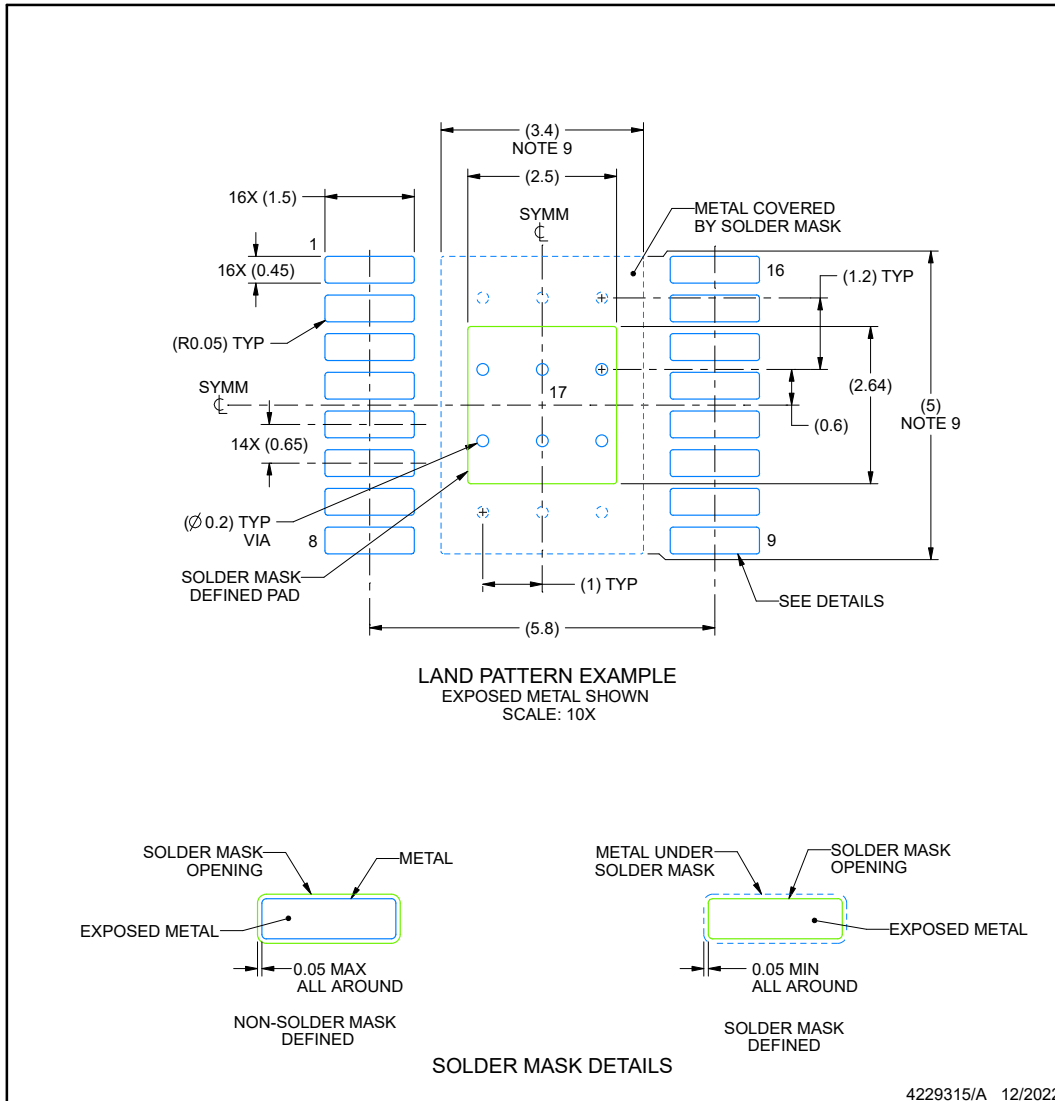 (3.4)
NOTE 9
(2.5)
16X (1.5)
SYMM
METAL COVERED
BY SOLDER MASK
1
16X (0.45)
16
(1.2) TYP
(R0.05) TYP
SYMM
17
(2.64)
(5)
NOTE 9
(0.6)
14X (0.65)
(Ø 0.2) TYP
VIA
8
9
SOLDER MASK
DEFINED PAD
(1) TYP
SEE DETAILS
(5.8)
LAND PATTERN EXAMPLE
EXPOSED METAL SHOWN
SCALE: 10X
SOLDER MASK
OPENING
METAL
EXPOSED METAL
0.05 MAX
ALL AROUND
NON-SOLDER MASK
DEFINED
METAL UNDER
SOLDER MASK
SOLDER MASK
OPENING
EXPOSED METAL
0.05 MIN
ALL AROUND
SOLDER MASK
DEFINED
SOLDER MASK DETAILS
4229315/A 12/2022